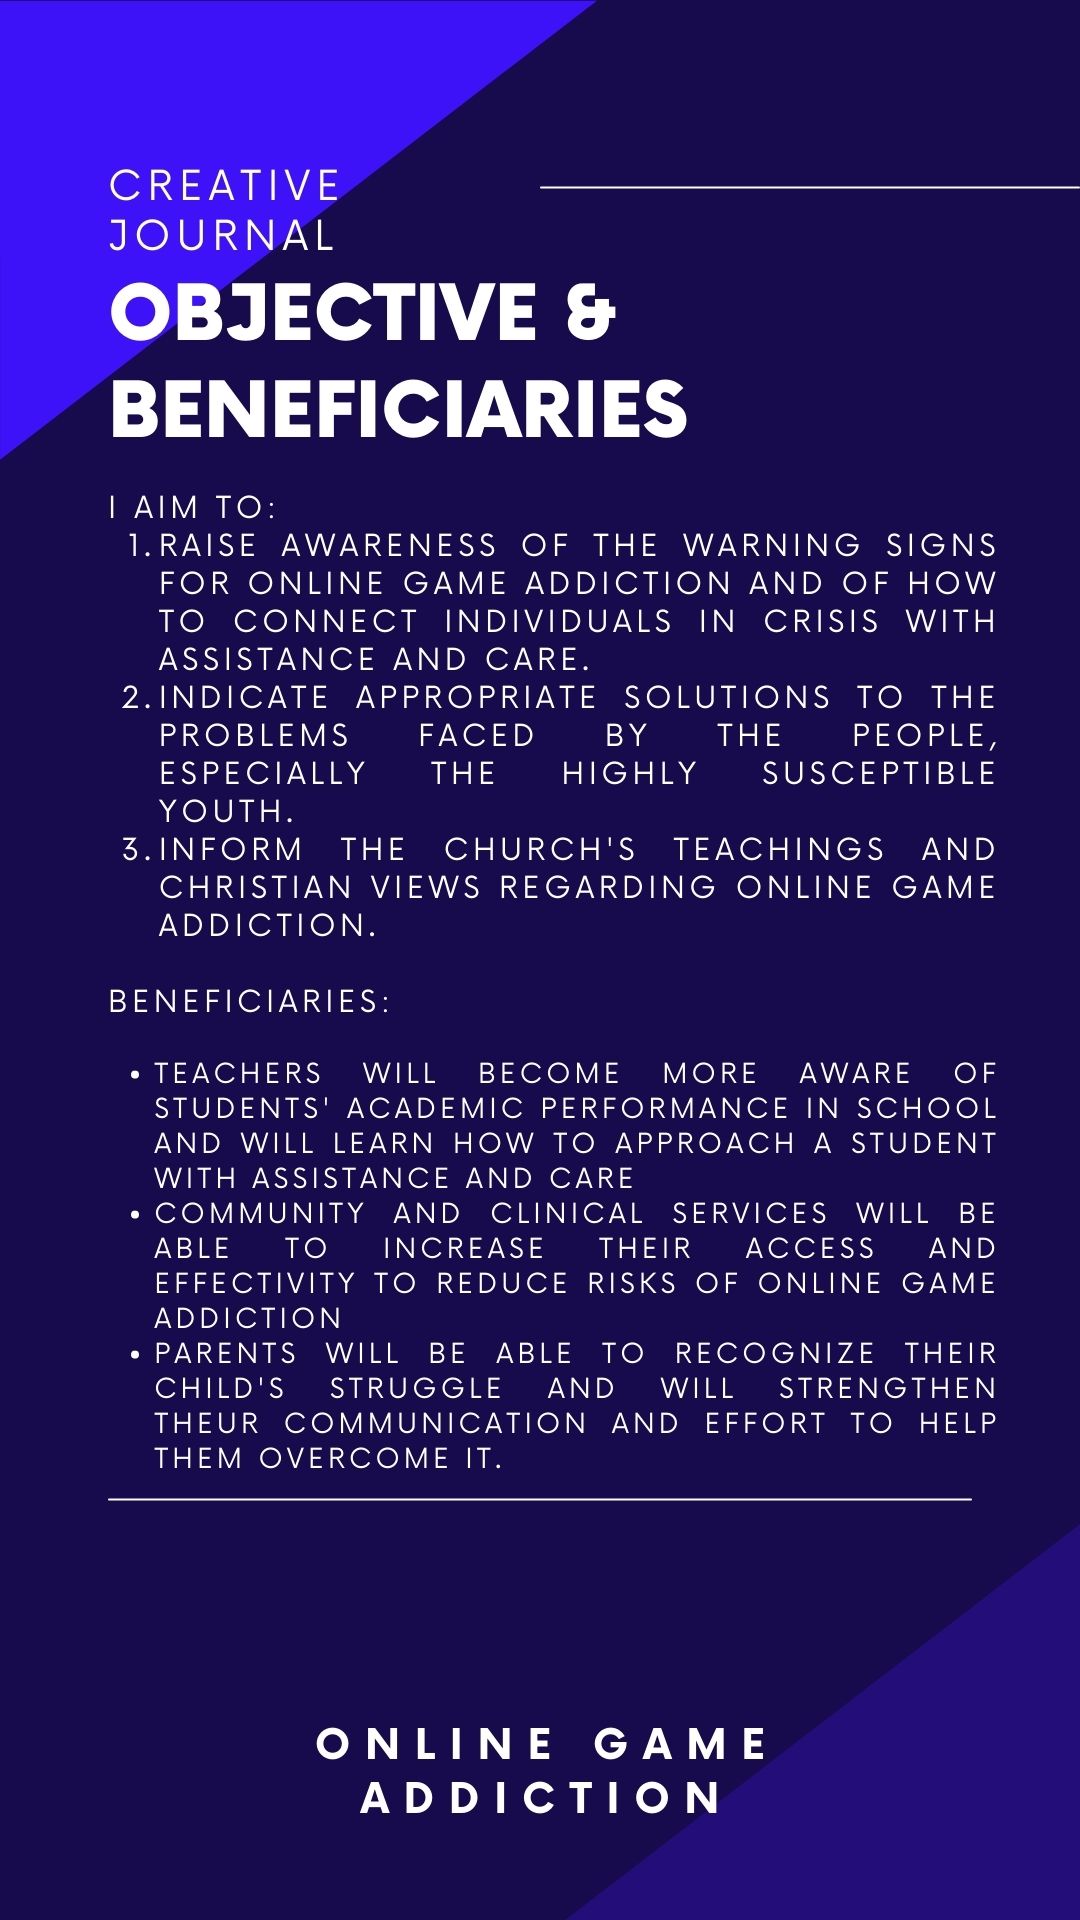 CREATIVE
JOURNAL
OBJECTIVE &
BENEFICIARIES
I AIM TO:
1. RAISE AWARENESS OF THE WARNING SIGNS
FOR ONLINE GAME ADDICTION AND OF HOW
TO CONNECT INDIVIDUALS IN CRISIS WITH
ASSISTANCE AND CARE.
2. INDICATE APPROPRIATE SOLUTIONS TO THE
PROBLEMS FACED BY THE PEOPLE,
ESPECIALLY THE HIGHLY SUSCEPTIBLE
YOUTH.
3. INFORM THE CHURCH'S TEACHINGS AND
CHRISTIAN VIEWS REGARDING ONLINE GAME
ADDICTION.
BENEFICIARIES:
• TEACHERS WILL BECOME MORE AWARE OF
STUDENTS' ACADEMIC PERFORMANCE IN SCHOOL
AND WILL LEARN HOW TO APPROACH A STUDENT
WITH ASSISTANCE AND CARE
• COMMUNITY AND CLINICAL SERVICES WILL BE
ABLE TO INCREASE THEIR ACCESS AND
EFFECTIVITY TO REDUCE RISKS OF ONLINE GAME
ADDICTION
• PARENTS WILL BE ABLE TO RECOGNIZE THEIR
CHILD'S STRUGGLE AND WILL STRENGTHEN
THEUR COMMUNICATION AND EFFORT TO HELP
THEM OVERCOME IT.
ONLINE GAME
ADDICTION